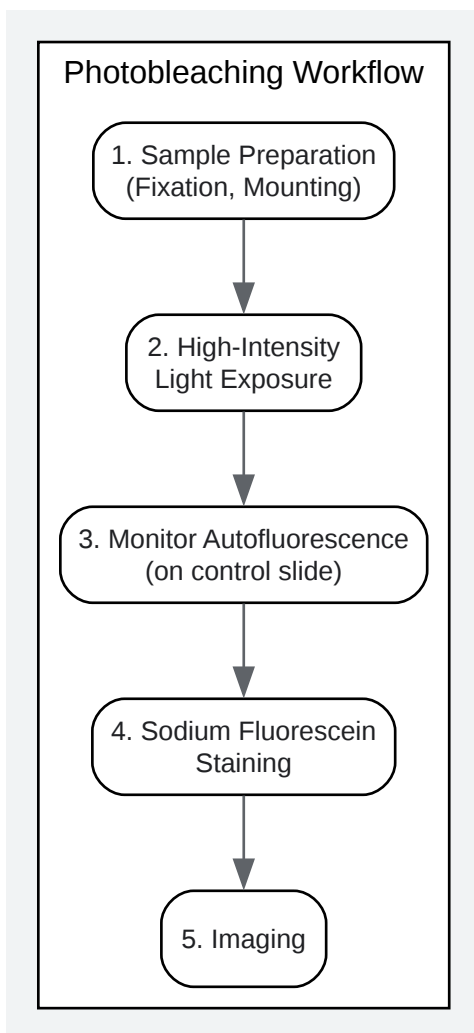 Photobleaching Workflow
1. Sample Preparation
(Fixation, Mounting)
2. High-Intensity
Light Exposure
3. Monitor Autofluorescence
(on control slide)
4. Sodium Fluorescein
Staining
5. Imaging